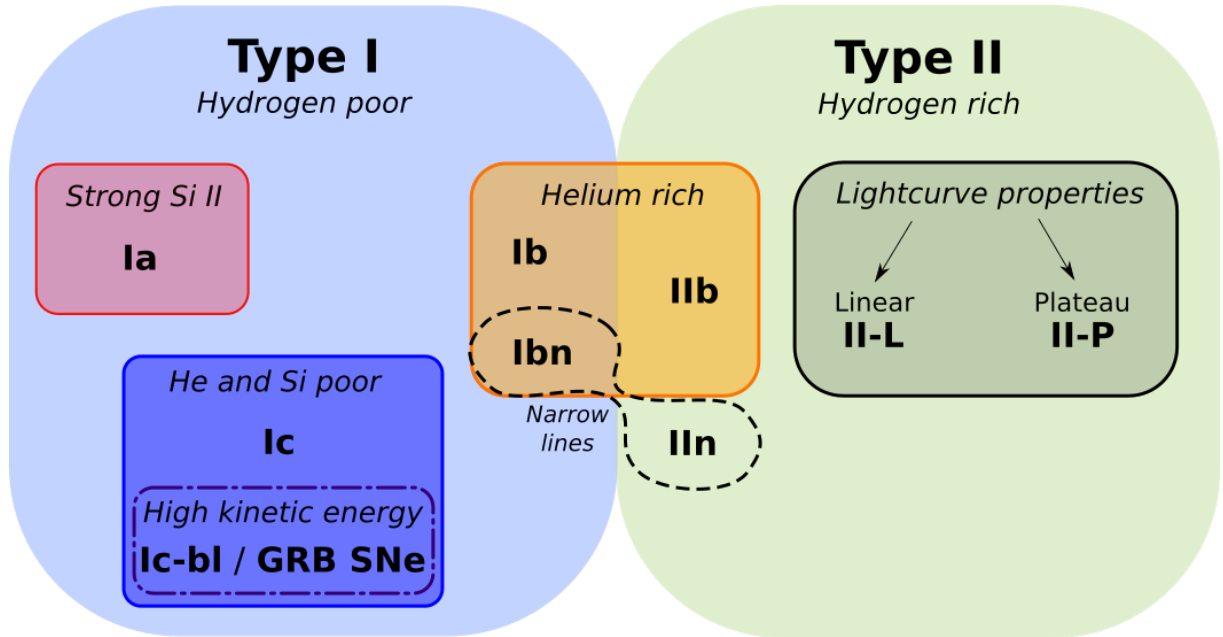 Type I
Hydrogen poor
Type II
Hydrogen rich
Strong Si II
Ia
Helium rich
Ib
IIb
Ibn
Narrow
lines
IIn
Lightcurve properties
Linear
II-L
Plateau
II-P
He and Si poor
Ic
High kinetic energy
Ic-bl / GRB SNe